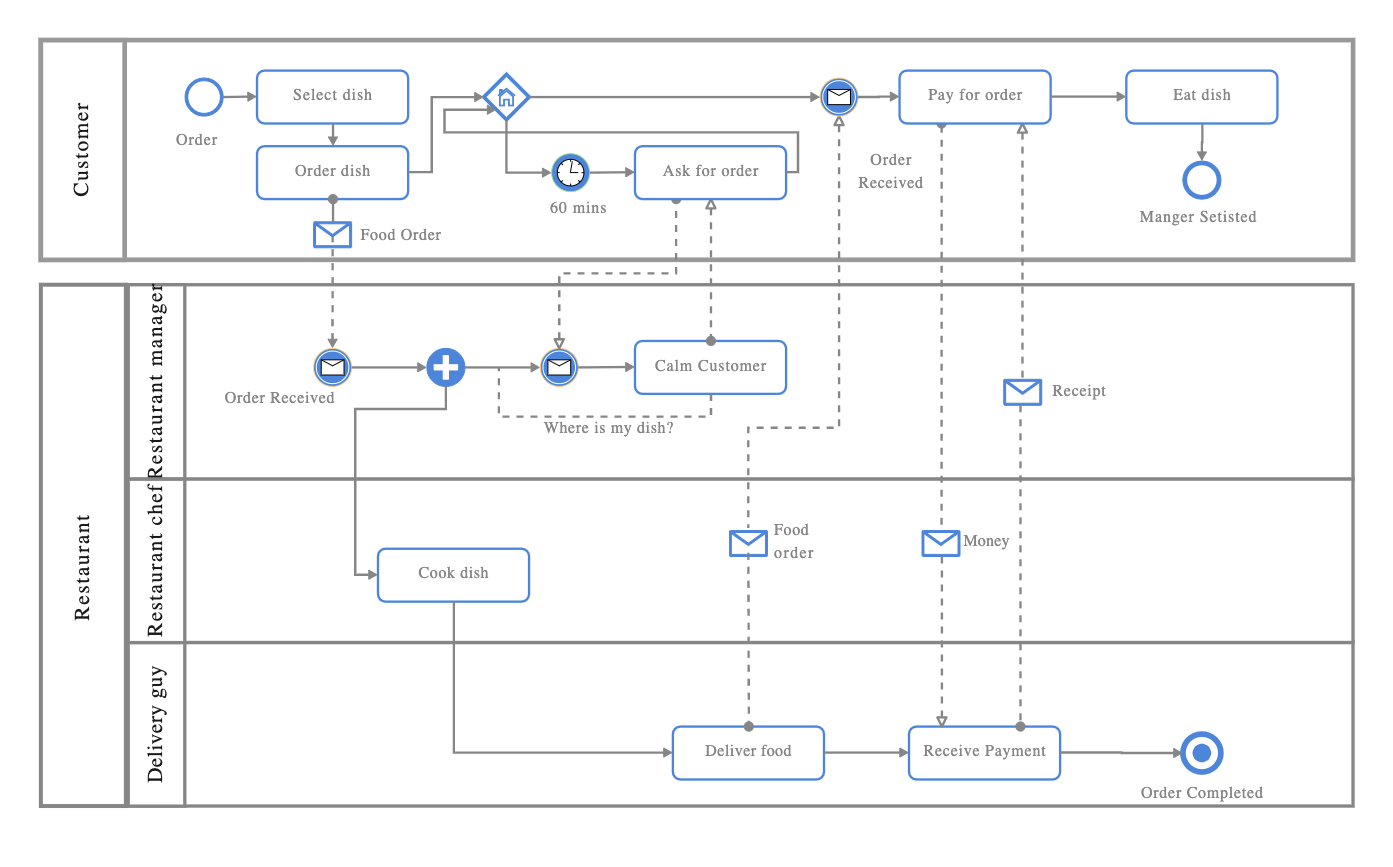 Customer
Select dish
Pay for order
Eat dish
Order
Order dish
Ask for order
Order
Received
60 mins
Manger Setisted
Food Order
Restaurant
Restaurant manager
Calm Customer
Order Received
Receipt
Where is my dish?
Restaurant chef
Food
order
Money
Cook dish
Delivery guy
Deliver food
Receive Payment
Order Completed